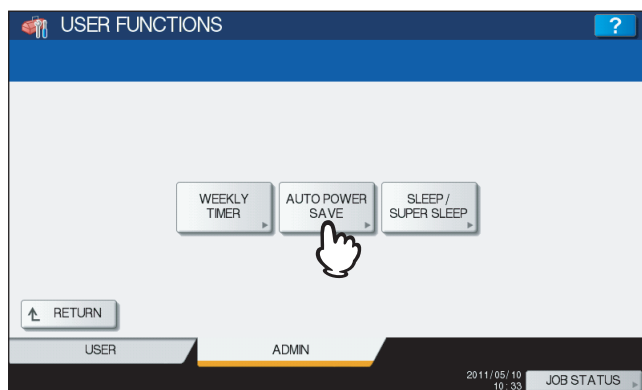 USER FUNCTIONS
?
WEEKLY
TIMER
AUTO POWER
SAVE
SLEEP /
SUPER SLEEP
RETURN
USER
ADMIN
2011/05/10
10:33
JOB STATUS